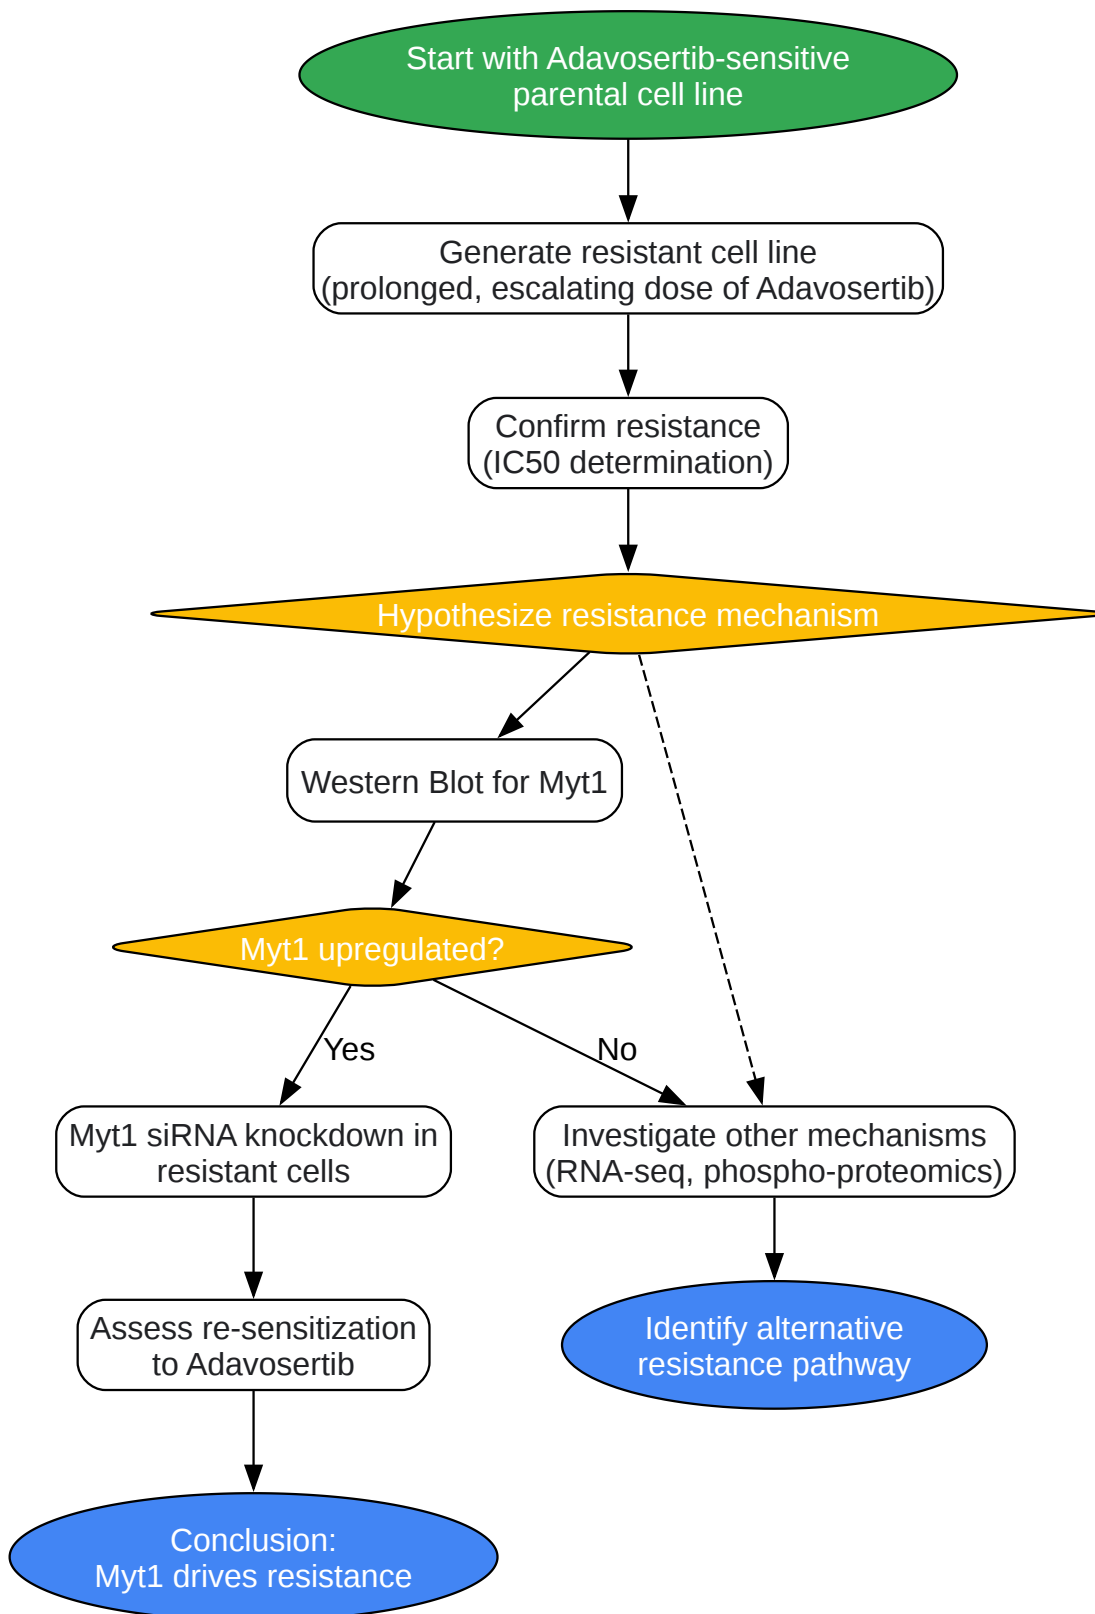 Start with Adavosertib-sensitive
parental cell line
Generate resistant cell line
(prolonged, escalating dose of Adavosertib)
Confirm resistance
(IC50 determination)
Hypothesize resistance mechanism
Western Blot for Myt1
Myt1 upregulated?
Yes
No
Myt1 siRNA knockdown in
resistant cells
Investigate other mechanisms
(RNA-seq, phospho-proteomics)
Assess re-sensitization
to Adavosertib
Identify alternative
resistance pathway
Conclusion:
Myt1 drives resistance